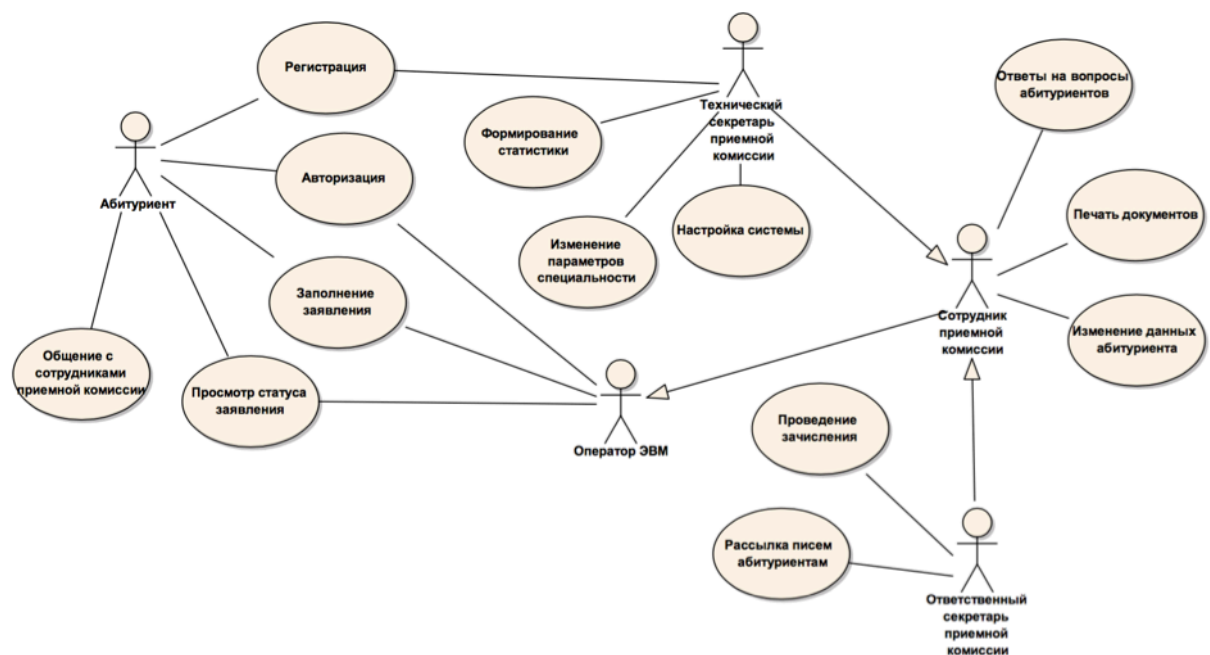 Регистрация
Технический
секретарь
приемной
комиссии
Ответы на вопросы
абитуриентов
Формирование
статистики
Авторизация
Абитуриент
Печать документов
Настройка системы
Изменение
параметров
специальности
Заполнение
заявления
Сотрудник
приемной
комиссии
Изменение данных
абитуриента
Общение с
сотрудниками
приемной комиссии
Просмотр статуса
заявления
Оператор ЭВМ
Проведение
зачисления
Рассылка писем
абитуриентам
Ответственный
секретарь
приемной
комиссии